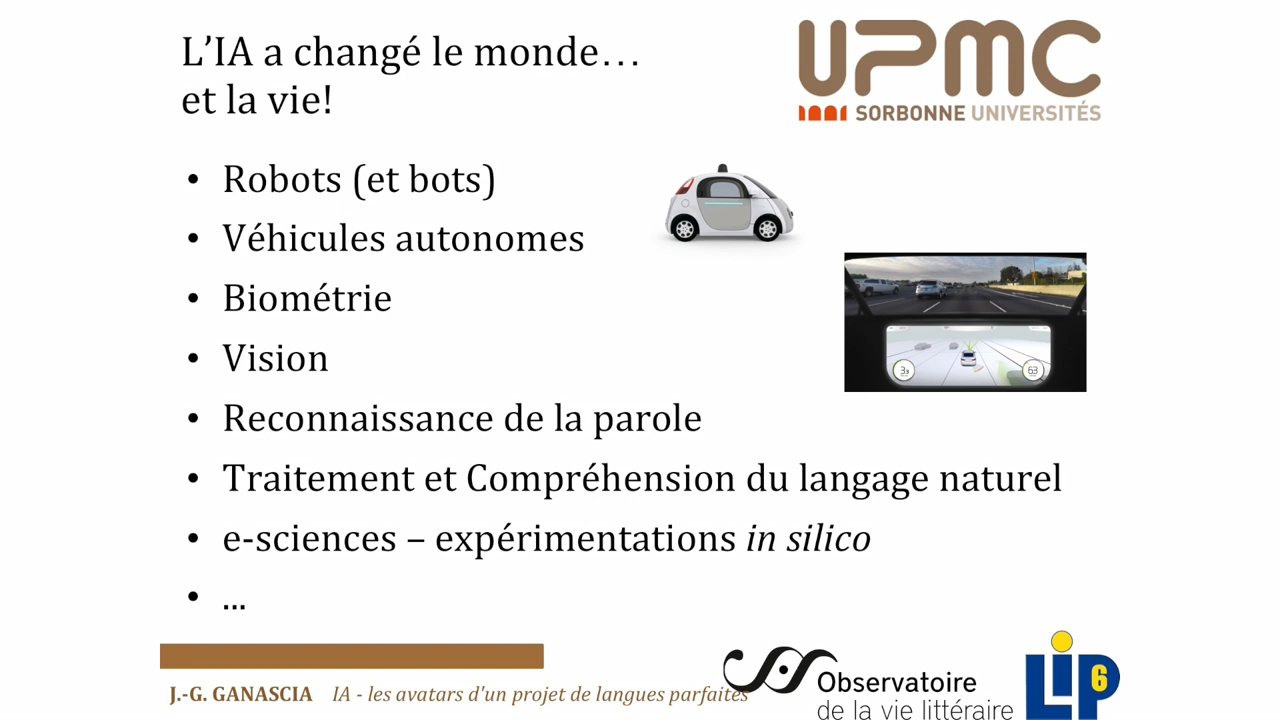 L’IA a changé le monde…
et la vie!
UPMC
SORBONNE UNIVERSITÉS
• Robots (et bots)
• Véhicules autonomes
• Biométrie
• Vision
• Reconnaissance de la parole
• Traitement et Compréhension du langage naturel
• e-sciences – expérimentations in silico
• ...
33
63
J.-G. GANASCIA IA - les avatars d'un projet de langues parfaites
Observatoire
de la vie littéraire
LIP6